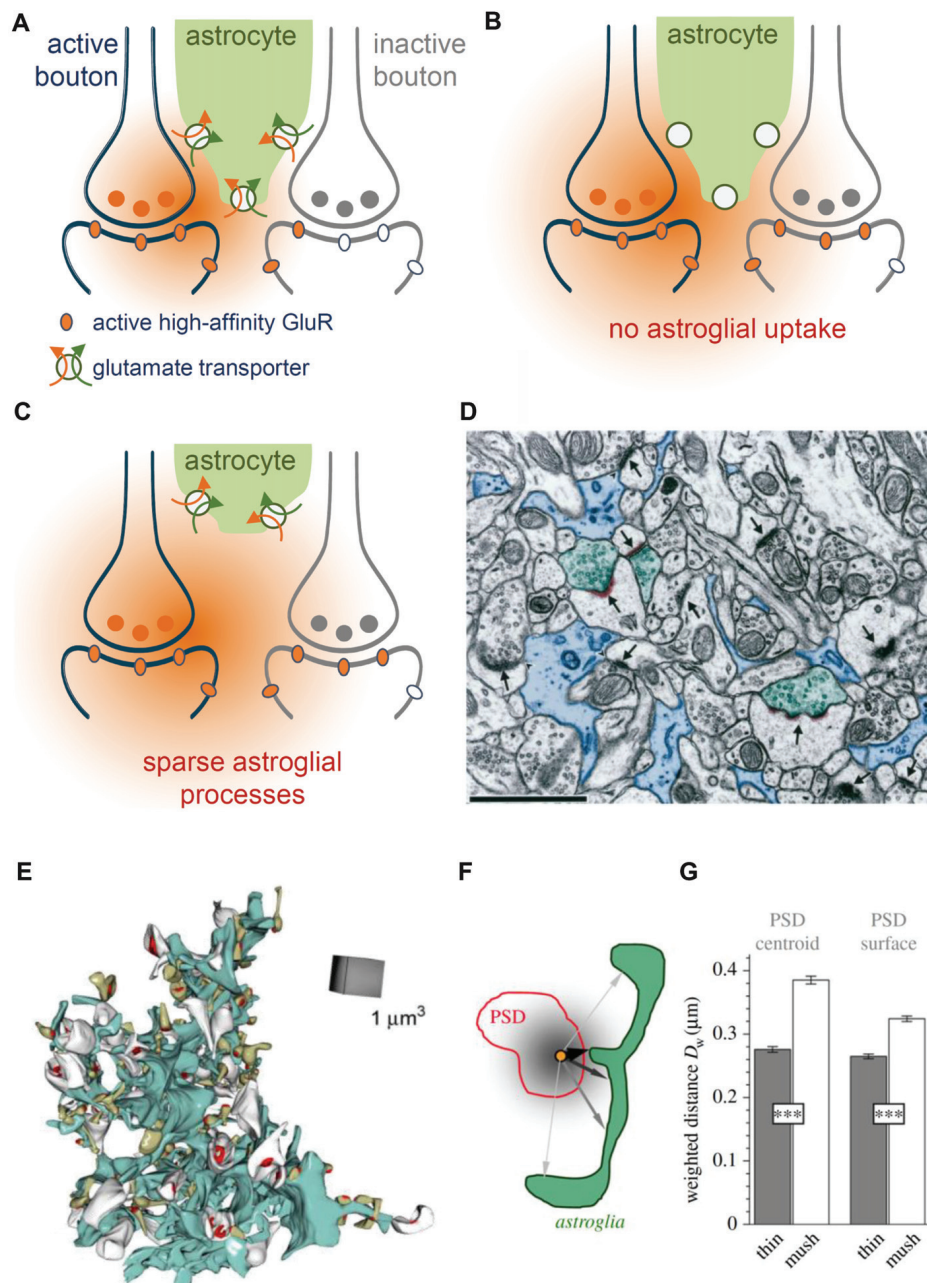 A
active
bouton
astrocyte
inactive
bouton
active high-affinity GluR
glutamate transporter
B
astrocyte
no astroglial uptake
C
astrocyte
sparse astroglial
processes
D
E
1 μm³
F
PSD
astroglia
G
PSD
centroid
PSD
surface
weighted distance Dw (μm)
0.4
0.3
0.2
0.1
0
***
***
thin
mush
thin
mush